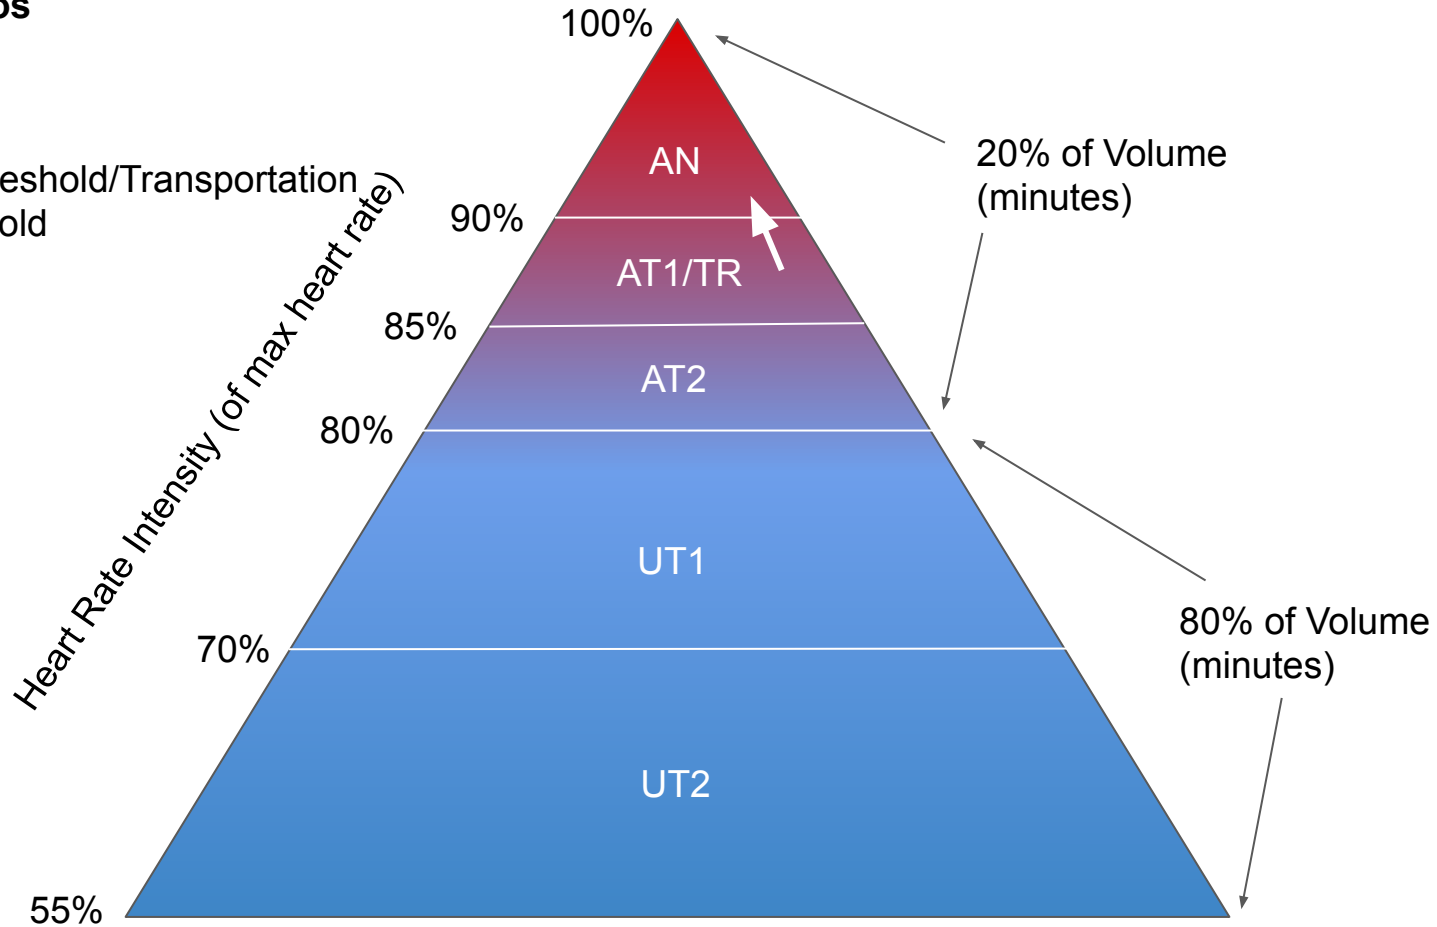 os
100%
20% of Volume
(minutes)
AN
eshold/Transportation
old
90%
AT1/TR
85%
Heart Rate Intensity (of max heart rate)
AT2
80%
UT1
80% of Volume
(minutes)
70%
UT2
55%